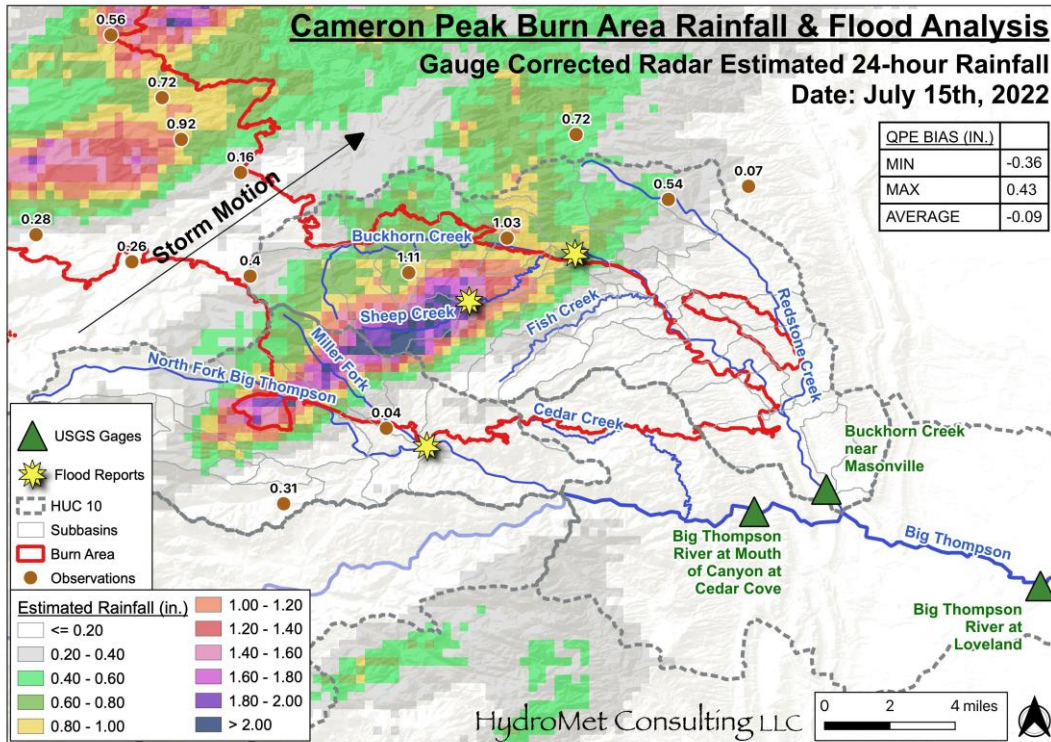 Cameron Peak Burn Area Rainfall & Flood Analysis
Gauge Corrected Radar Estimated 24-hour Rainfall
Date: July 15th, 2022
QPE BIAS (IN.)
MIN -0.36
MAX 0.43
AVERAGE -0.09
0.56
0.72
0.92
0.16
0.72
0.07
0.54
0.28
0.26
0.4
1.03
1.11
0.04
0.31
Storm Motion
Buckhorn Creek
Sheep Creek
Fish Creek
Redstone Creek
Miller Fork
North Fork Big Thompson
Cedar Creek
Big Thompson
Buckhorn Creek
near
Masonville
Big Thompson
River at Mouth
of Canyon at
Cedar Cove
Big Thompson
River at
Loveland
USGS Gages
Flood Reports
HUC 10
Subbasins
Burn Area
Observations
Estimated Rainfall (in.)
<= 0.20
0.20 - 0.40
0.40 - 0.60
0.60 - 0.80
0.80 - 1.00
1.00 - 1.20
1.20 - 1.40
1.40 - 1.60
1.60 - 1.80
1.80 - 2.00
> 2.00
HydroMet Consulting LLC
0 2 4 miles